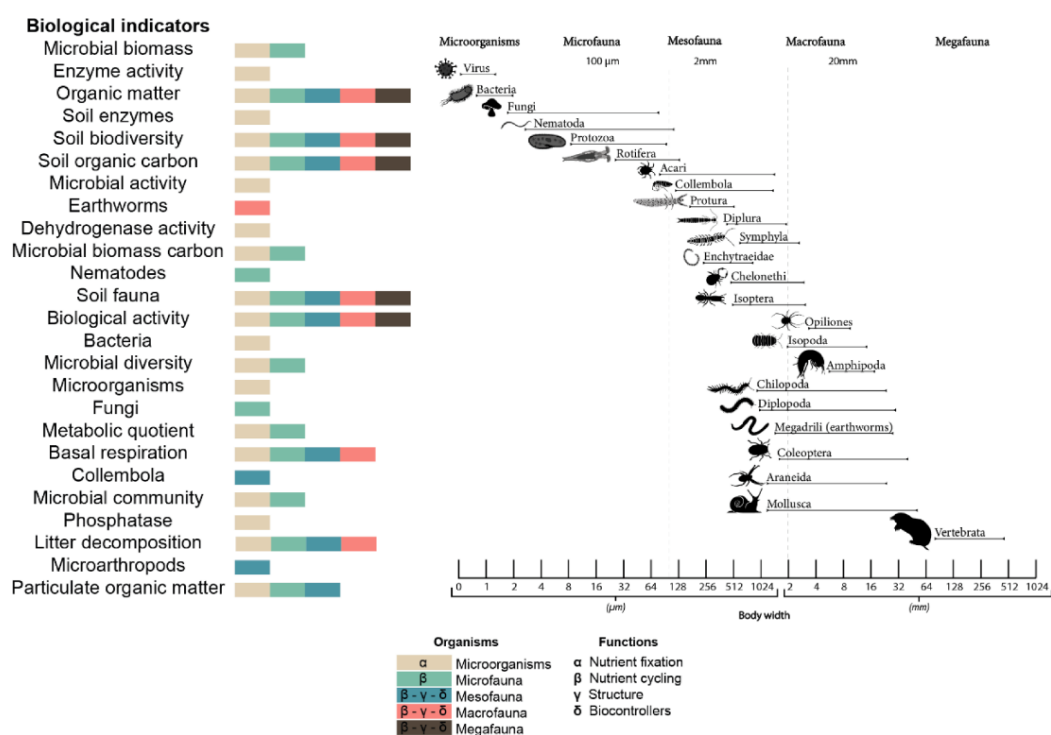 Biological indicators
Microbial biomass
Enzyme activity
Organic matter
Soil enzymes
Soil biodiversity
Soil organic carbon
Microbial activity
Earthworms
Dehydrogenase activity
Microbial biomass carbon
Nematodes
Soil fauna
Biological activity
Bacteria
Microbial diversity
Microorganisms
Fungi
Metabolic quotient
Basal respiration
Collembola
Microbial community
Phosphatase
Litter decomposition
Microarthropods
Particulate organic matter
Microorganisms Microfauna Mesofauna Macrofauna Megafauna
100 µm 2mm 20mm
Virus
Bacteria
Fungi
Nematoda
Protozoa
Rotifera
Acari
Collembola
Protura
Diplura
Symphyla
Enchytraeidae
Chelonethi
Isoptera
Opiliones
Isopoda
Amphipoda
Chilopoda
Diplopoda
Megadrili (earthworms)
Coleoptera
Araneida
Mollusca
Vertebrata
0 1 2 4 8 16 32 64 128 256 512 1024 2 4 8 16 32 64 128 256 512 1024
(µm) Body width (mm)
Organisms Functions
α Microorganisms α Nutrient fixation
β Microfauna β Nutrient cycling
β - γ - δ Mesofauna γ Structure
β - γ - δ Macrofauna δ Biocontrollers
β - γ - δ Megafauna